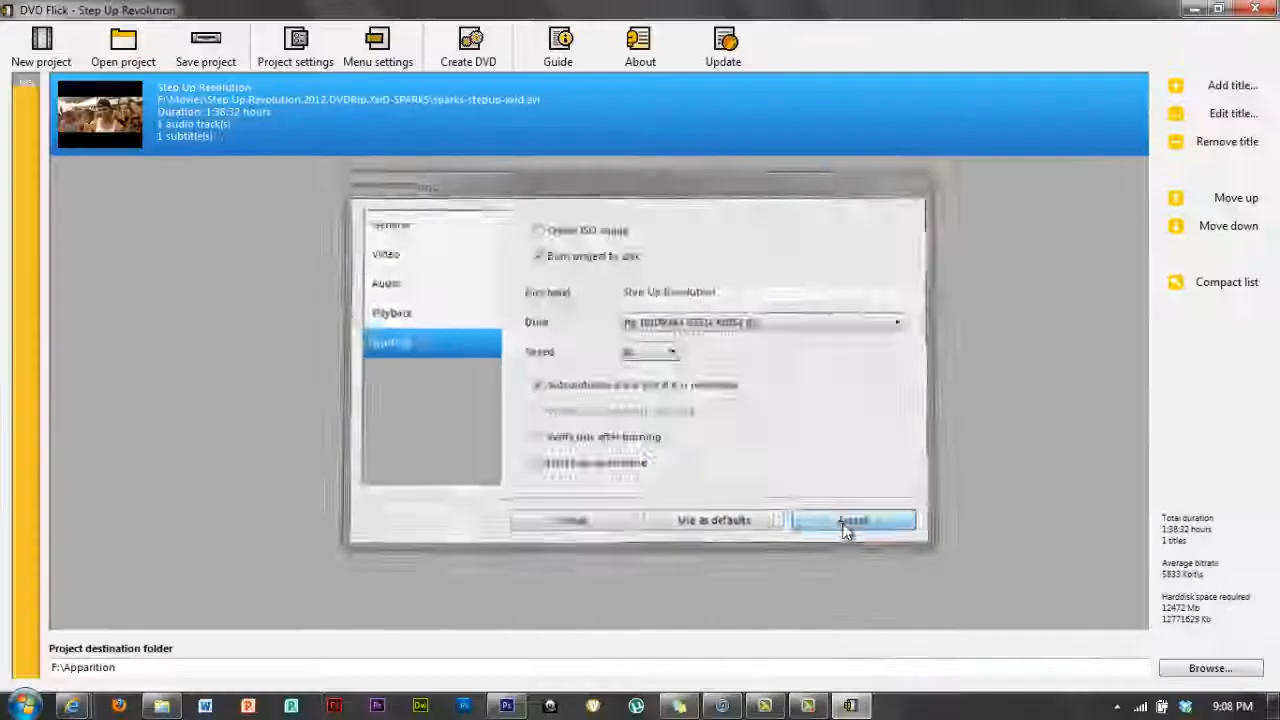 DVD Flick - Step Up Revolution
New project
Open project
Save project
Project settings
Menu settings
Create DVD
Guide
About
Update
Step Up Revolution
F:\Movies\Step.Up.Revolution.2012.DVDRip.XviD-SPARKS\sparks-stepup-xvid.avi
Duration: 1:38:32 hours
1 audio track(s)
1 subtitle(s)
Add title...
Edit title...
Remove title
Move up
Move down
Compact list
General
Video
Audio
Playback
Create ISO image
Burn project to disc
Step Up Revolution
Drive
Speed
Verify disc after burning
Use as defaults
Accept
Total duration
1:38:32 hours
1 titles
Average bitrate
5833 Kbit/s
Harddisk space required
12472 Mb
12771629 Kb
Project destination folder
F:\Apparition
Browse...
9:08 PM